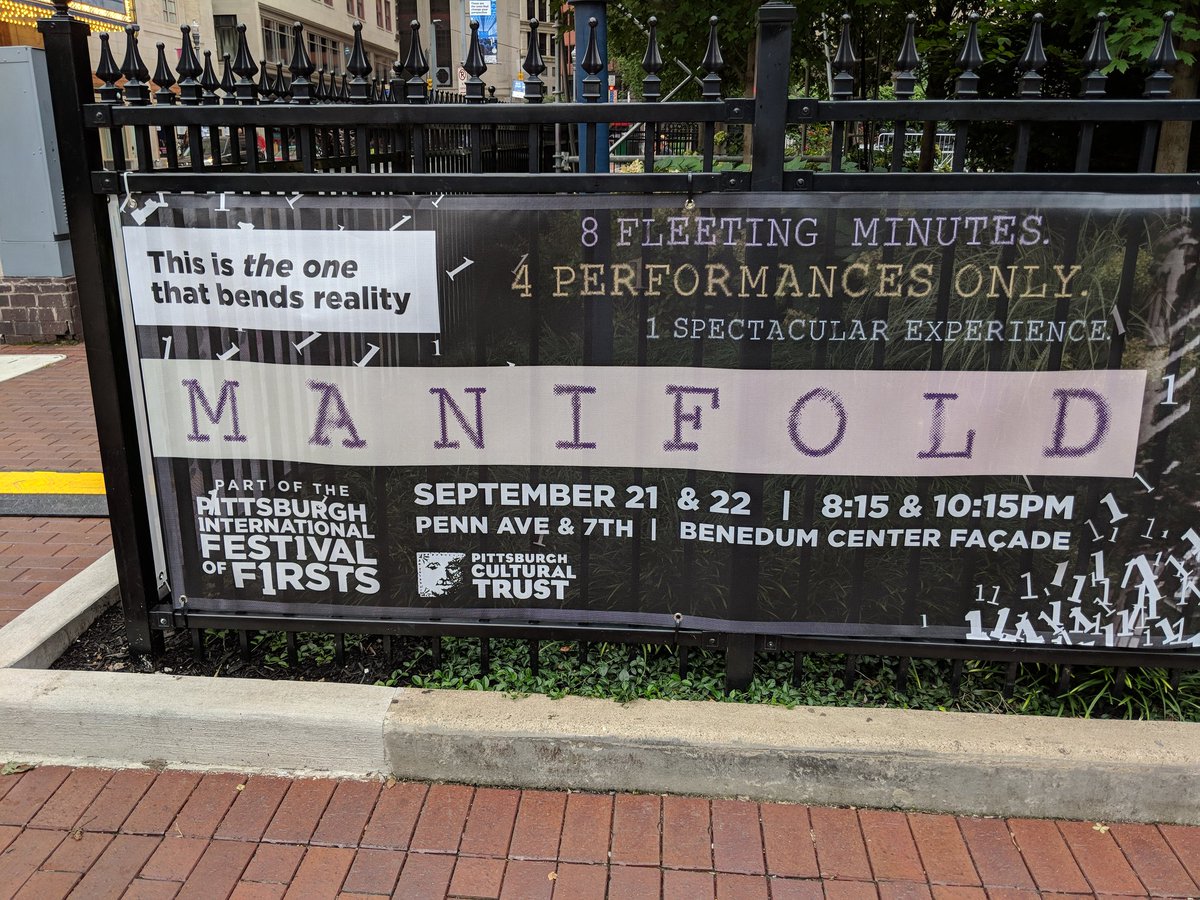 This is the one
that bends reality
8 FLEETING MINUTES.
4 PERFORMANCES ONLY.
1 SPECTACULAR EXPERIENCE.
MANIFOLD
PART OF THE
PITTSBURGH
INTERNATIONAL
FEST1VAL
OF F1RSTS
SEPTEMBER 21 & 22 | 8:15 & 10:15PM
PENN AVE & 7TH | BENEDUM CENTER FAÇADE
PITTSBURGH
CULTURAL
TRUST